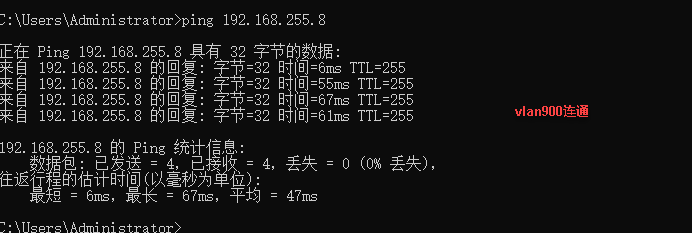 C:\Users\Administrator>ping 192.168.255.8
正在 Ping 192.168.255.8 具有 32 字节的数据:
来自 192.168.255.8 的回复: 字节=32 时间=6ms TTL=255
来自 192.168.255.8 的回复: 字节=32 时间=55ms TTL=255
来自 192.168.255.8 的回复: 字节=32 时间=67ms TTL=255
来自 192.168.255.8 的回复: 字节=32 时间=61ms TTL=255
vlan900连通
192.168.255.8 的 Ping 统计信息:
数据包: 已发送 = 4，已接收 = 4，丢失 = 0 (0% 丢失)，
往返行程的估计时间(以毫秒为单位):
最短 = 6ms，最长 = 67ms，平均 = 47ms
C:\Users\Administrator>